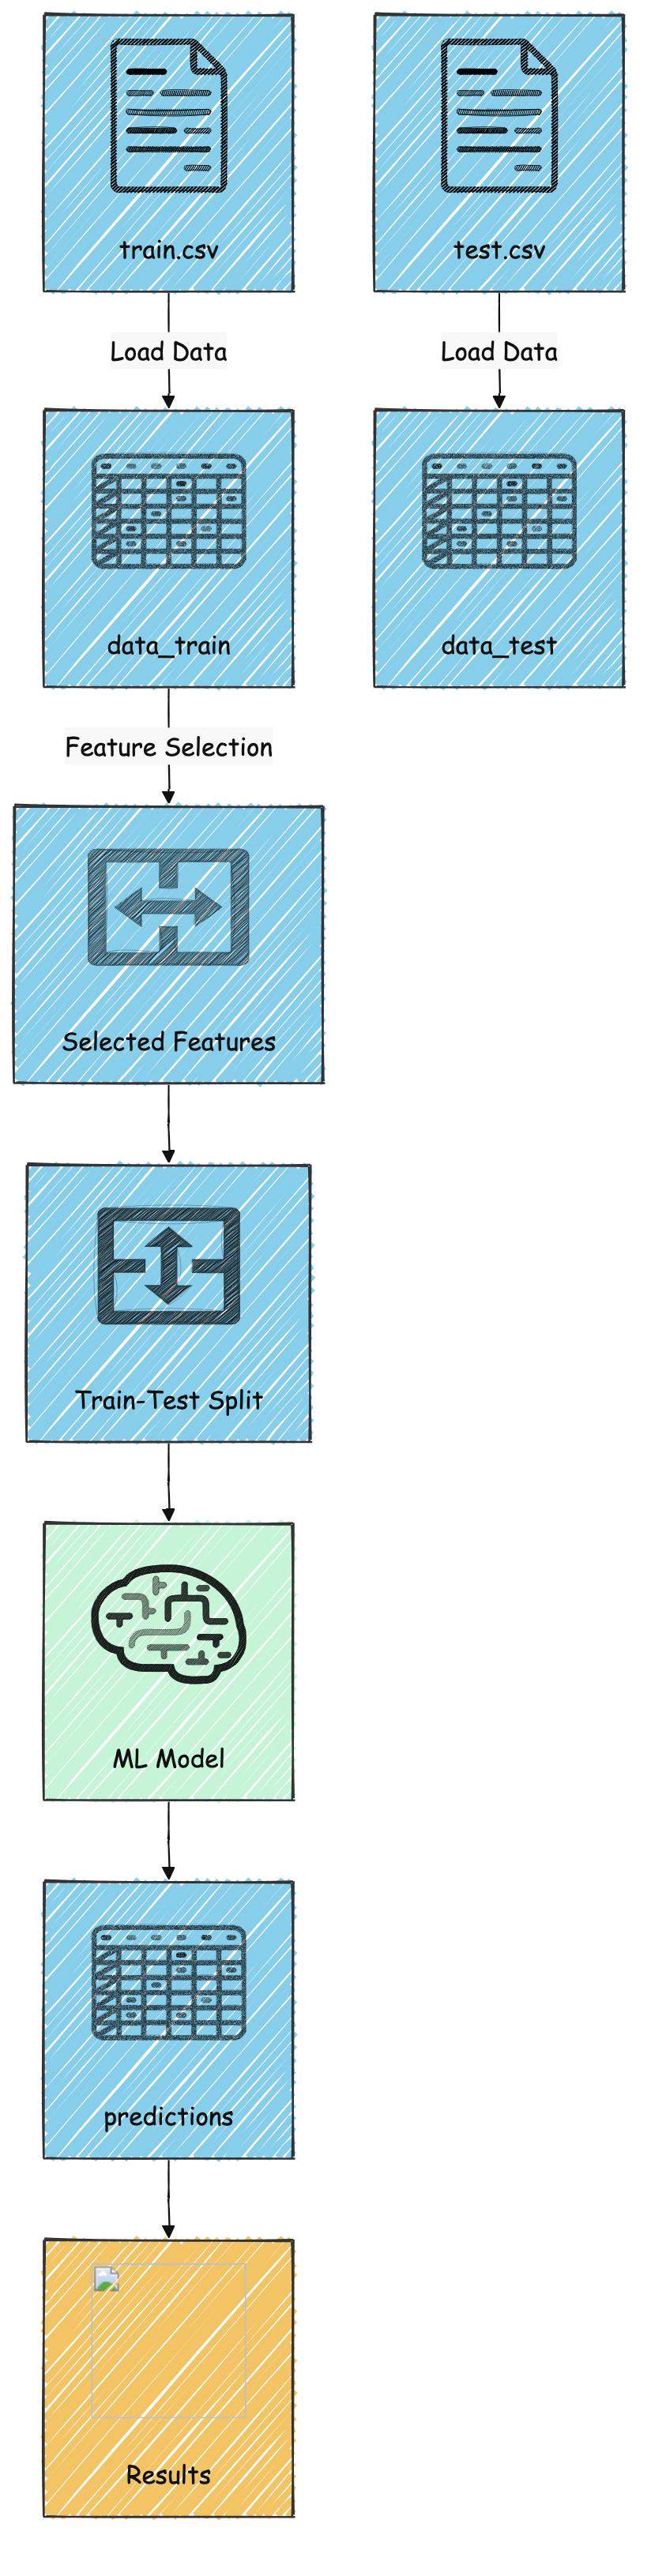 train.csv
test.csv
Load Data
Load Data
data_train
data_test
Feature Selection
Selected Features
Train-Test Split
ML Model
predictions
Results